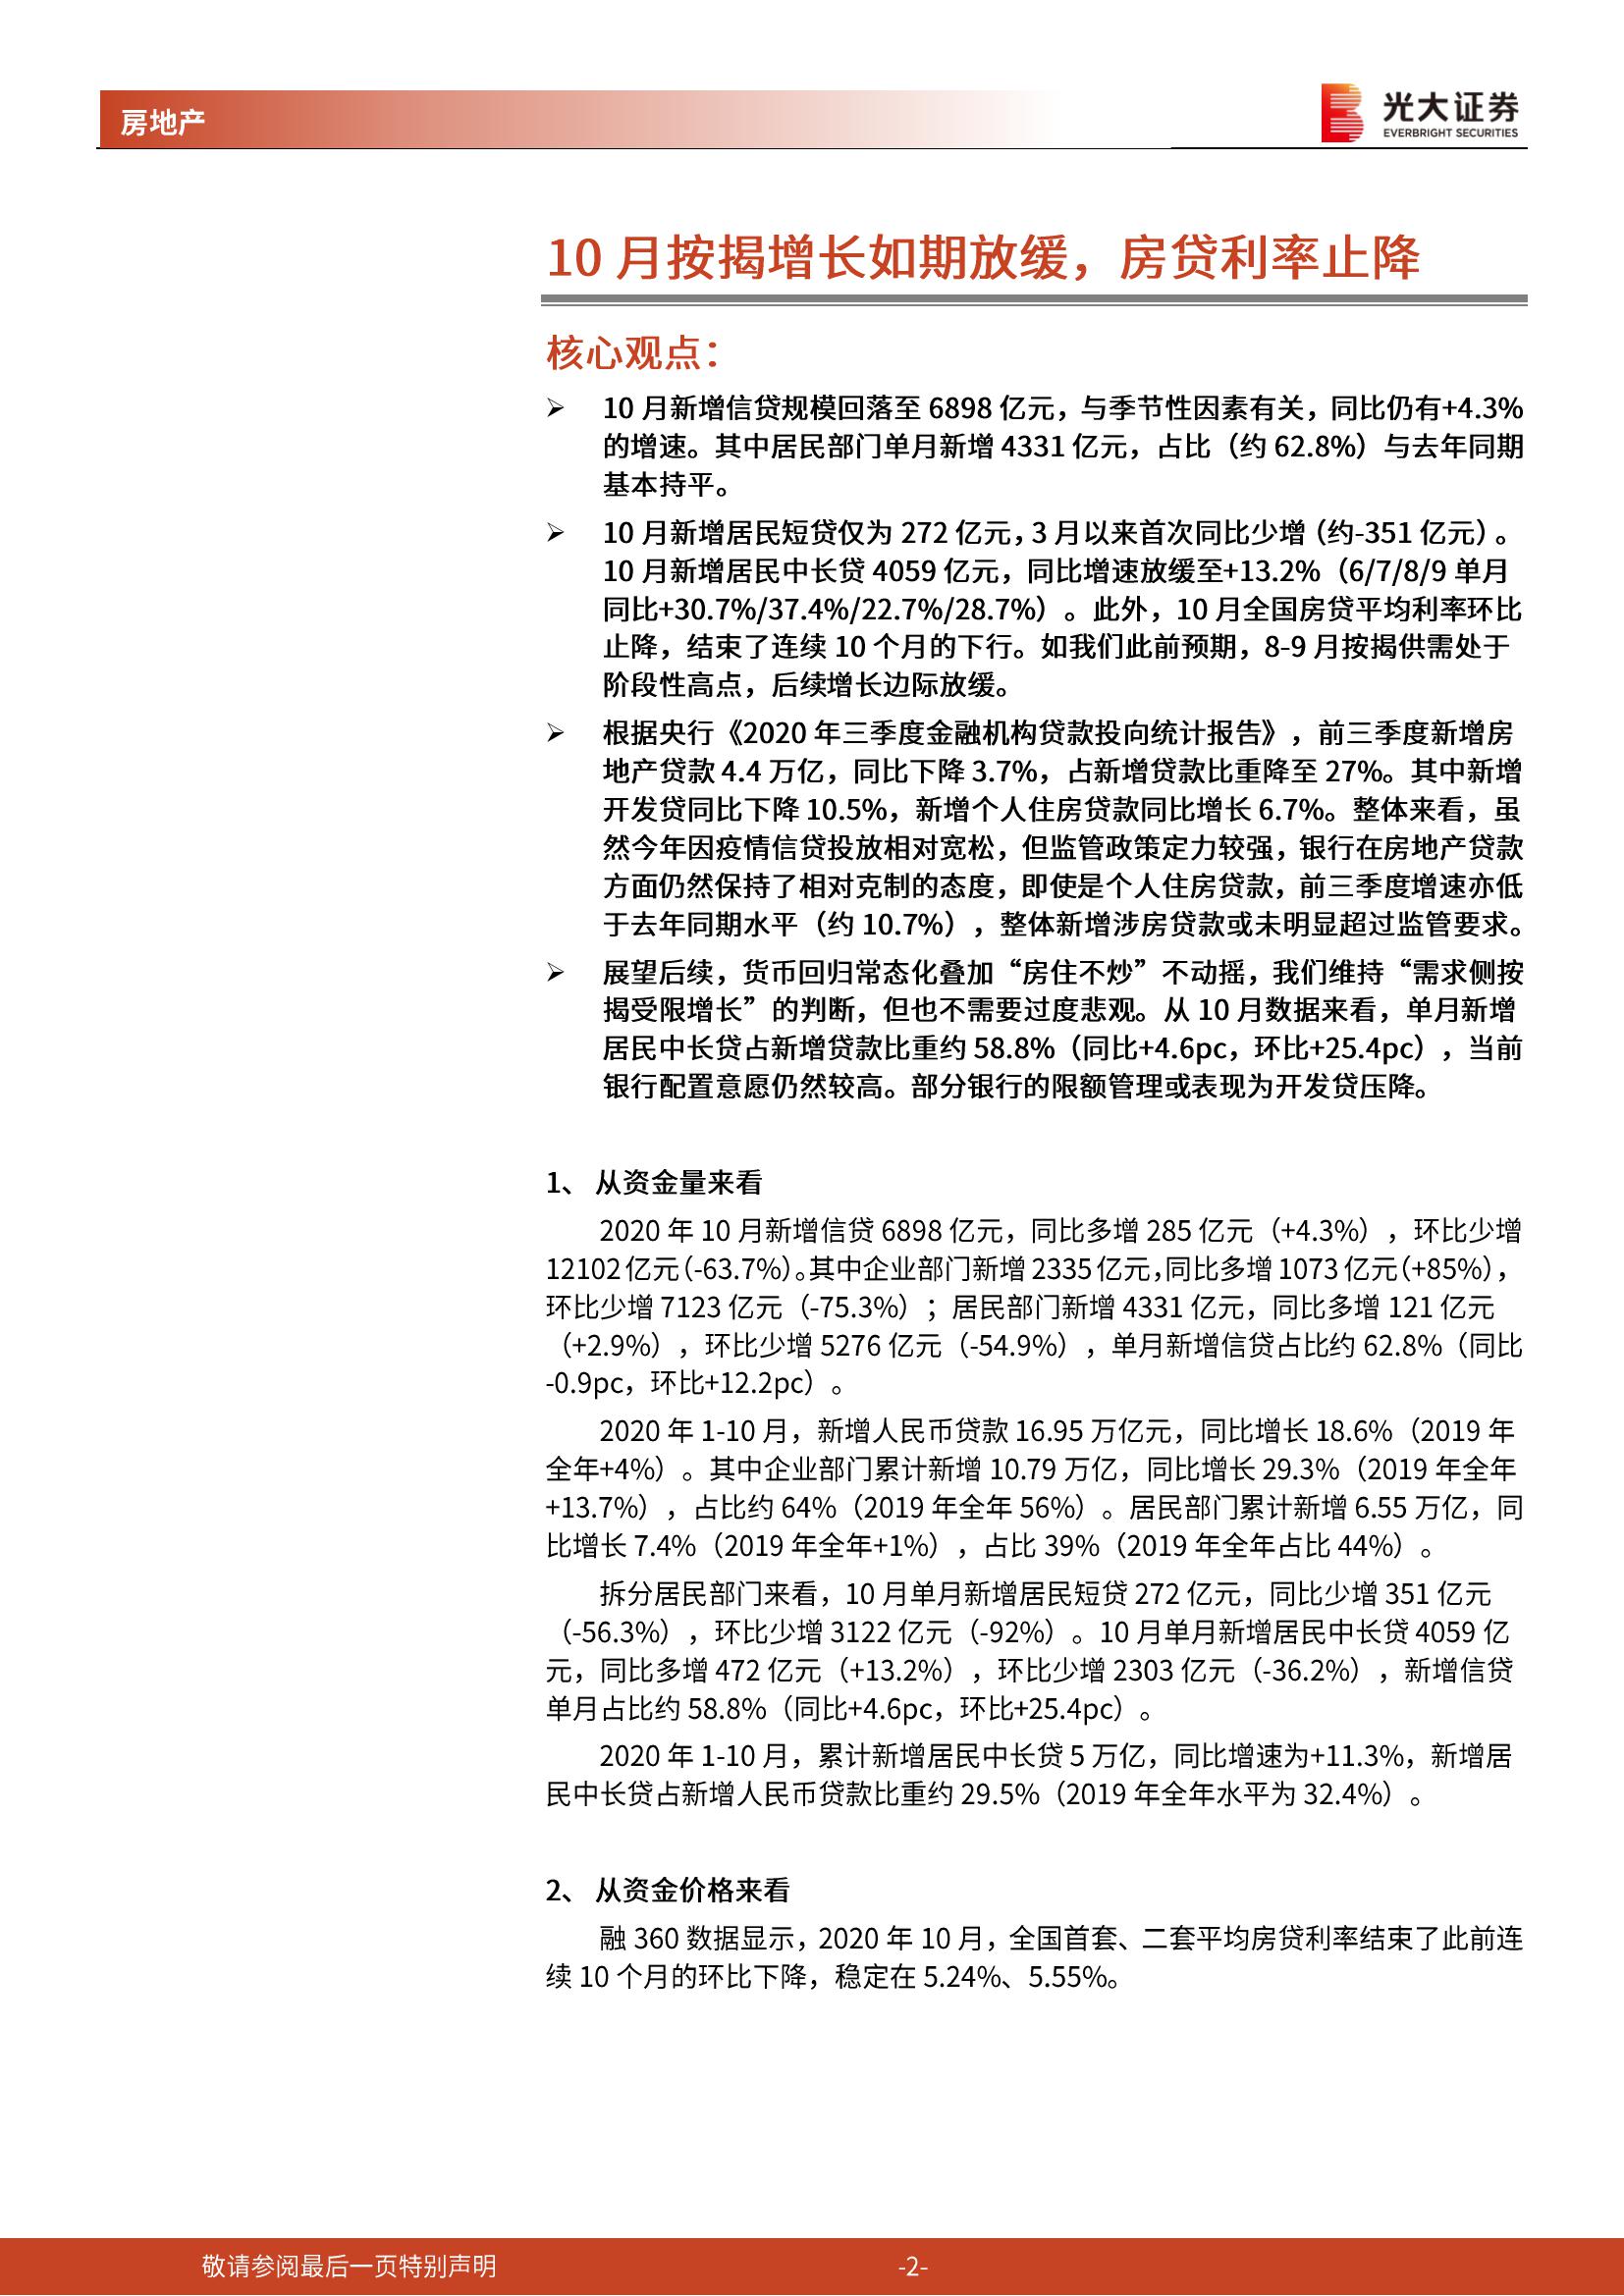 房地产
光大证券
EVERBRIGHT SECURITIES
10 月按揭增长如期放缓，房贷利率止降
核心观点：
➢ 10 月新增信贷规模回落至 6898 亿元，与季节性因素有关，同比仍有+4.3%
的增速。其中居民部门单月新增 4331 亿元，占比（约 62.8%）与去年同期
基本持平。
➢ 10 月新增居民短贷仅为 272 亿元，3 月以来首次同比少增（约-351 亿元）。
10 月新增居民中长贷 4059 亿元，同比增速放缓至+13.2%（6/7/8/9 单月
同比+30.7%/37.4%/22.7%/28.7%）。此外，10 月全国房贷平均利率环比
止降，结束了连续 10 个月的下行。如我们此前预期，8-9 月按揭供需处于
阶段性高点，后续增长边际放缓。
➢ 根据央行《2020 年三季度金融机构贷款投向统计报告》，前三季度新增房
地产贷款 4.4 万亿，同比下降 3.7%，占新增贷款比重降至 27%。其中新增
开发贷同比下降 10.5%，新增个人住房贷款同比增长 6.7%。整体来看，虽
然今年因疫情信贷投放相对宽松，但监管政策定力较强，银行在房地产贷款
方面仍然保持了相对克制的态度，即使是个人住房贷款，前三季度增速亦低
于去年同期水平（约 10.7%），整体新增涉房贷款或未明显超过监管要求。
➢ 展望后续，货币回归常态化叠加“房住不炒”不动摇，我们维持“需求侧按
揭受限增长”的判断，但也不需要过度悲观。从 10 月数据来看，单月新增
居民中长贷占新增贷款比重约 58.8%（同比+4.6pc，环比+25.4pc），当前
银行配置意愿仍然较高。部分银行的限额管理或表现为开发贷压降。
1、 从资金量来看
2020 年 10 月新增信贷 6898 亿元，同比多增 285 亿元（+4.3%），环比少增
12102 亿元（-63.7%）。其中企业部门新增 2335 亿元，同比多增 1073 亿元（+85%），
环比少增 7123 亿元（-75.3%）；居民部门新增 4331 亿元，同比多增 121 亿元
（+2.9%），环比少增 5276 亿元（-54.9%），单月新增信贷占比约 62.8%（同比
-0.9pc，环比+12.2pc）。
2020 年 1-10 月，新增人民币贷款 16.95 万亿元，同比增长 18.6%（2019 年
全年+4%）。其中企业部门累计新增 10.79 万亿，同比增长 29.3%（2019 年全年
+13.7%），占比约 64%（2019 年全年 56%）。居民部门累计新增 6.55 万亿，同
比增长 7.4%（2019 年全年+1%），占比 39%（2019 年全年占比 44%）。
拆分居民部门来看，10 月单月新增居民短贷 272 亿元，同比少增 351 亿元
（-56.3%），环比少增 3122 亿元（-92%）。10 月单月新增居民中长贷 4059 亿
元，同比多增 472 亿元（+13.2%），环比少增 2303 亿元（-36.2%），新增信贷
单月占比约 58.8%（同比+4.6pc，环比+25.4pc）。
2020 年 1-10 月，累计新增居民中长贷 5 万亿，同比增速为+11.3%，新增居
民中长贷占新增人民币贷款比重约 29.5%（2019 年全年水平为 32.4%）。
2、 从资金价格来看
融 360 数据显示，2020 年 10 月，全国首套、二套平均房贷利率结束了此前连
续 10 个月的环比下降，稳定在 5.24%、5.55%。
敬请参阅最后一页特别声明
-2-